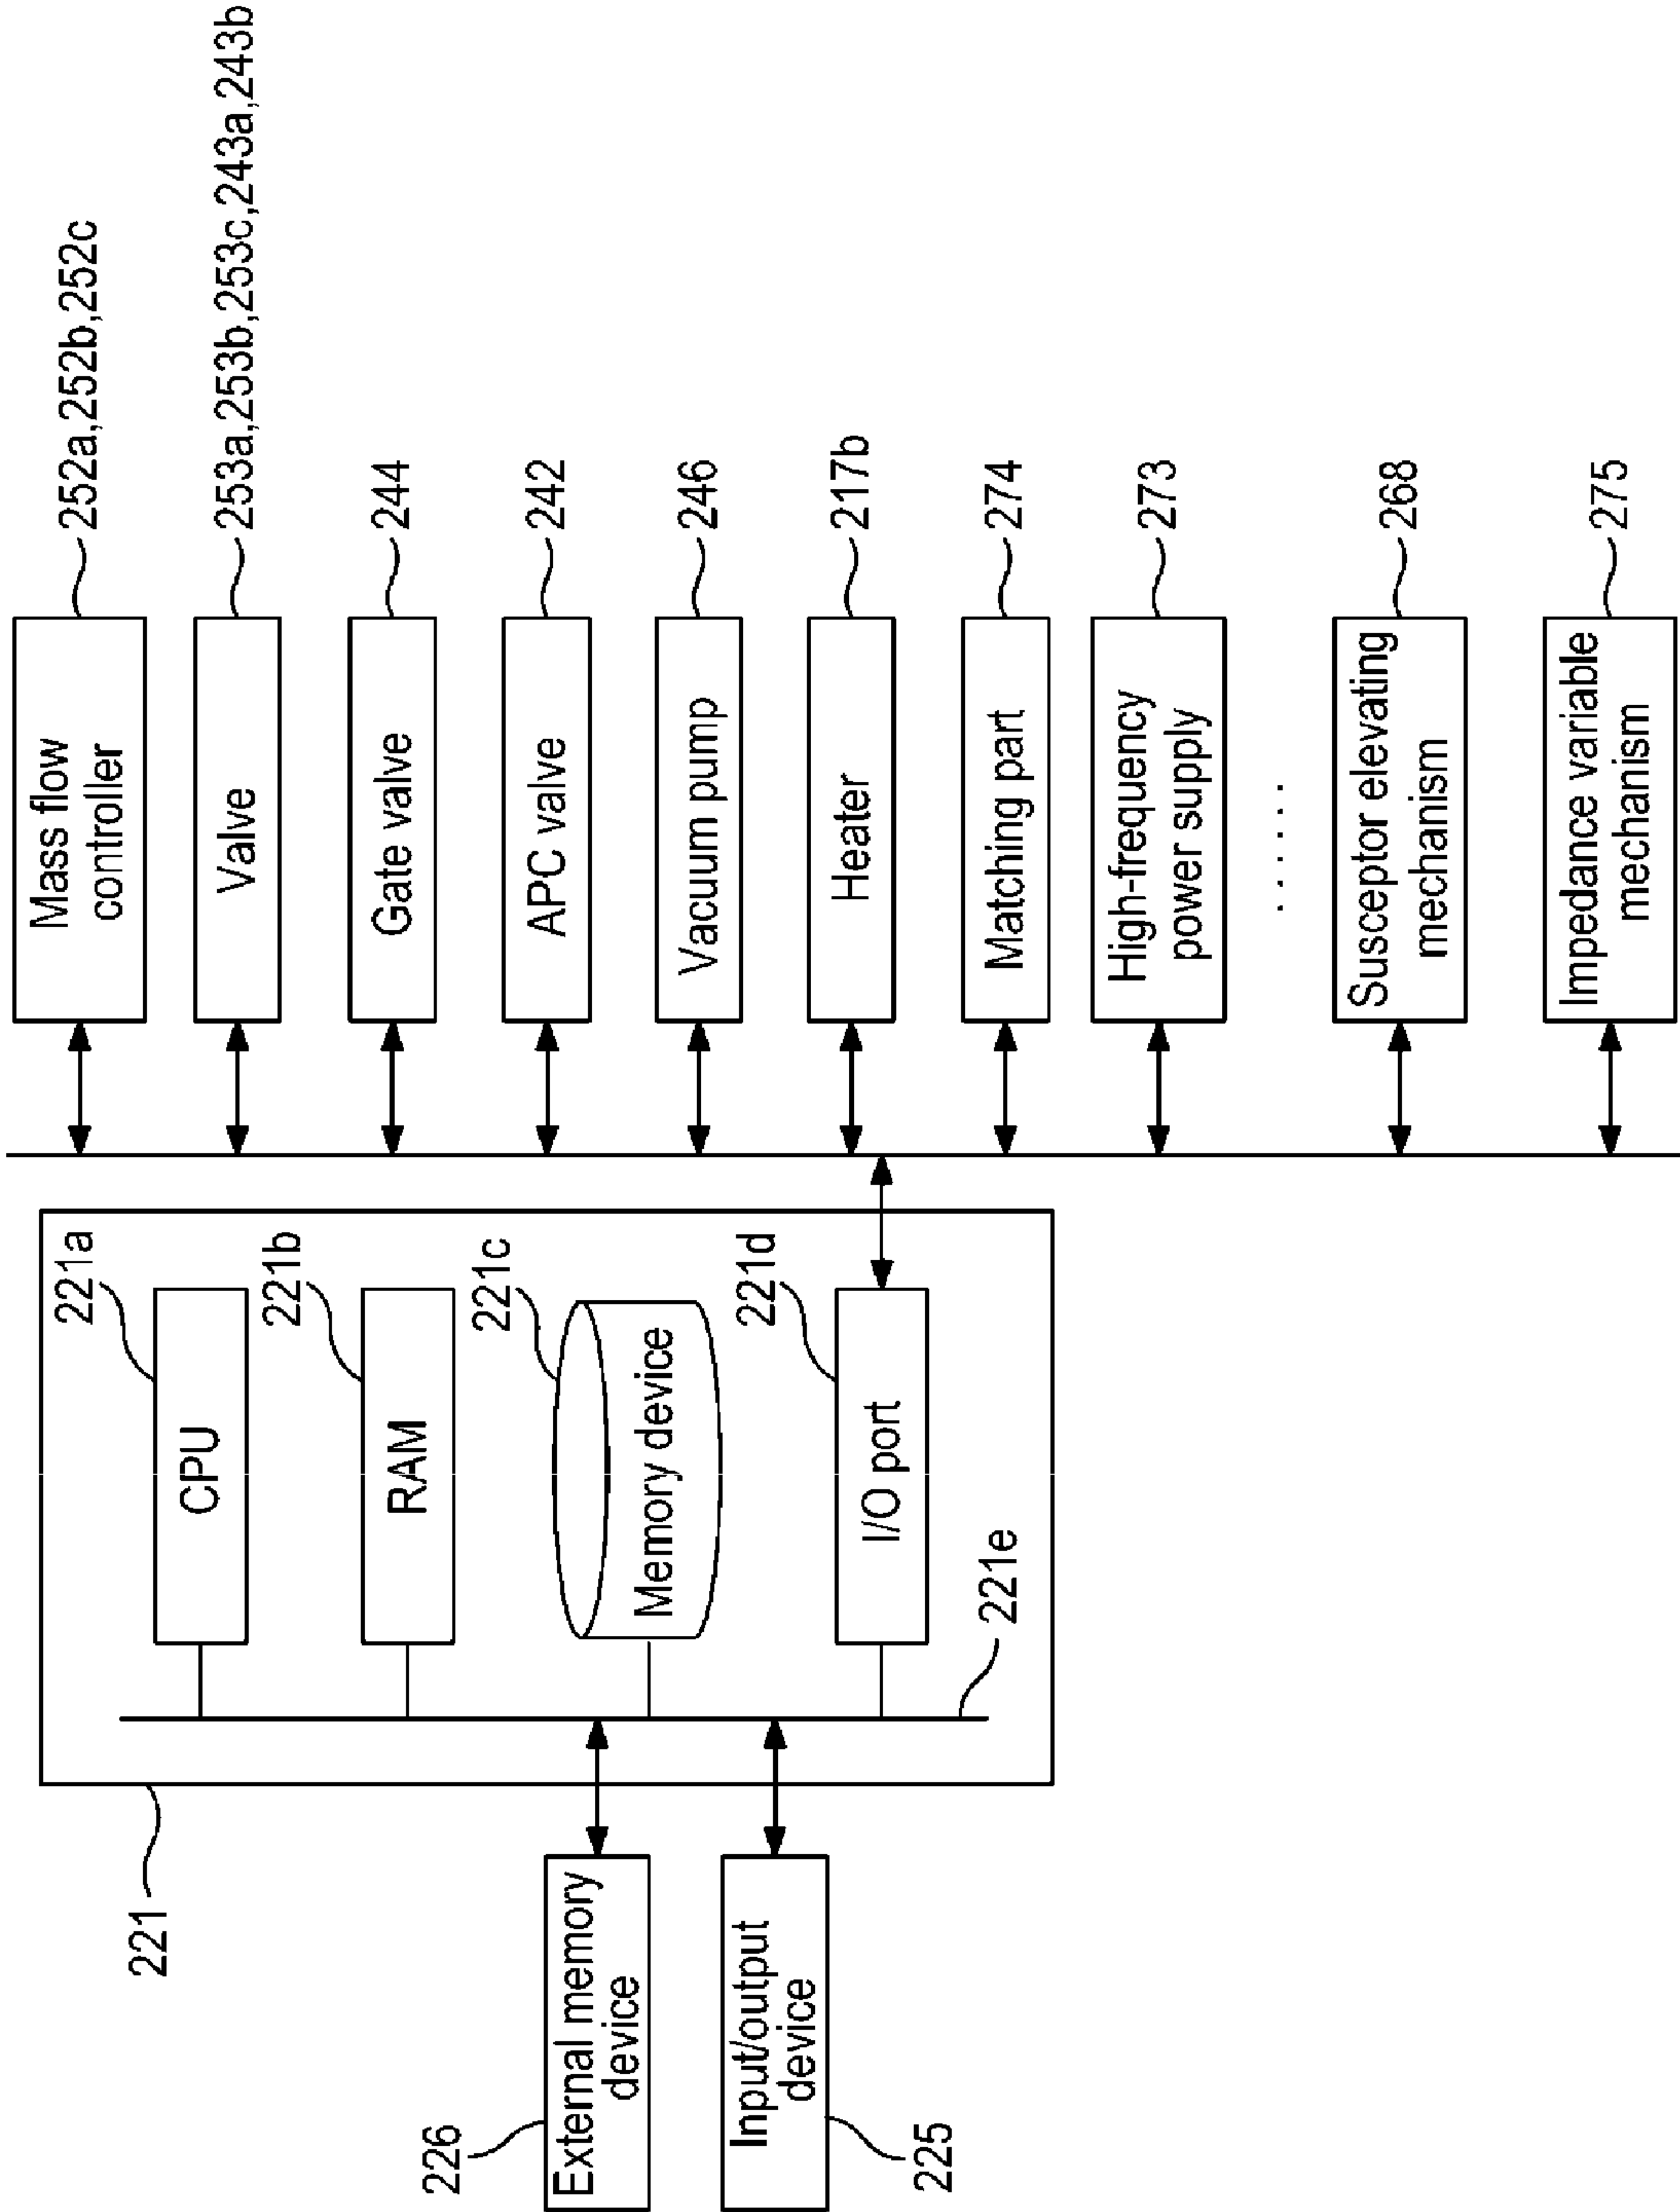 221
221a
CPU
221b
RAM
221c
Memory device
221d
I/O port
221e
226
External memory
device
225
Input/output
device
Mass flow
controller
252a,252b,252c
Valve
253a,253b,253c,243a,243b
Gate valve
244
APC valve
242
Vacuum pump
246
Heater
217b
Matching part
274
High-frequency
power supply
273
......
Susceptor elevating
mechanism
268
Impedance variable
mechanism
275